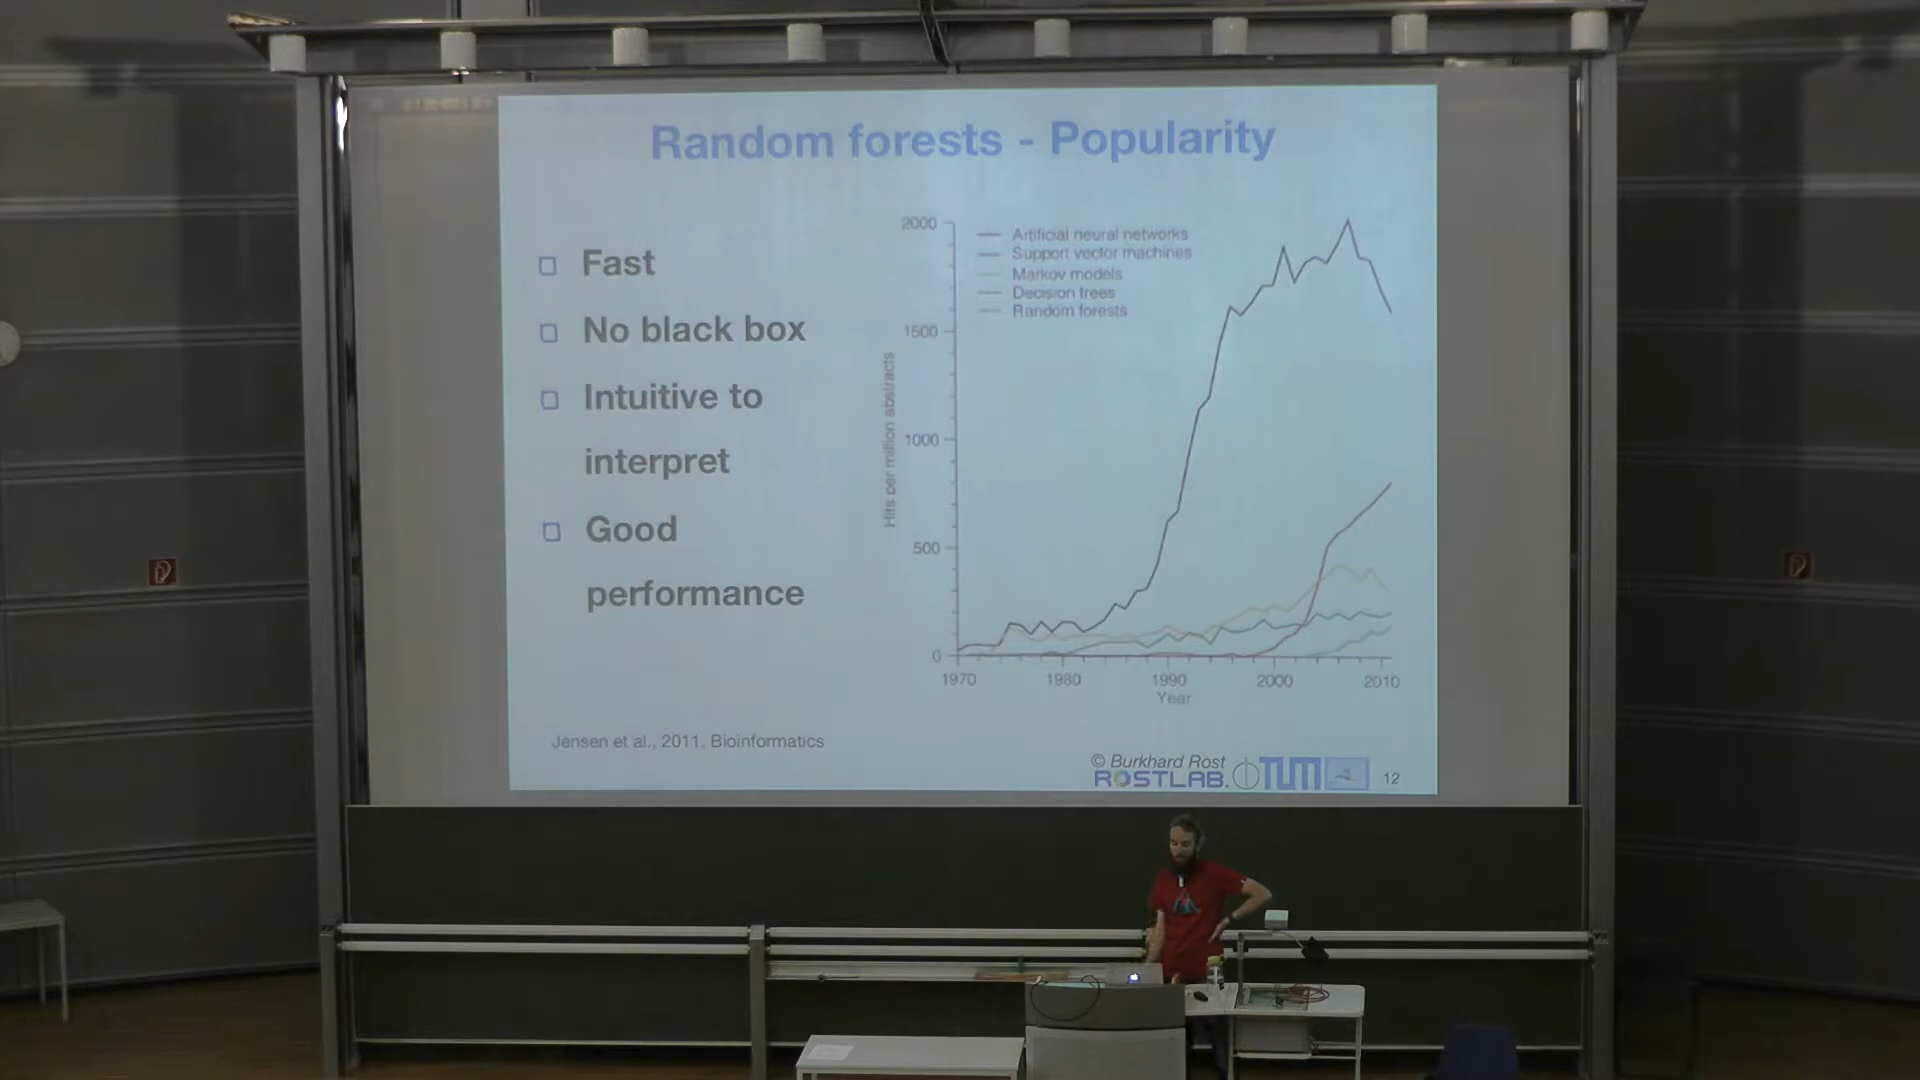 Random forests - Popularity
Fast
No black box
Intuitive to
interpret
Good
performance
2000
1500
1000
500
0
Hits per million abstracts
Artificial neural networks
Support vector machines
Markov models
Decision trees
Random forests
1970
1980
1990
2000
2010
Year
Jensen et al., 2011, Bioinformatics
© Burkhard Rost
ROSTLAB.
TUM
12